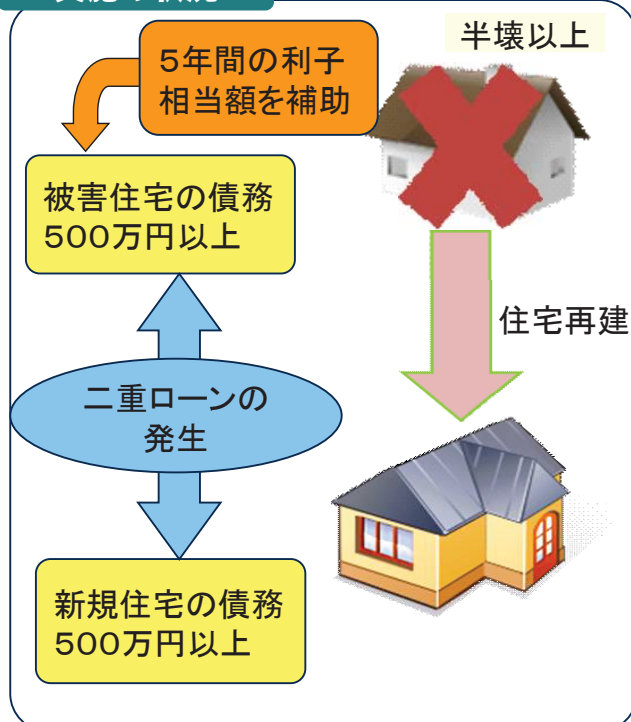 5年間の利子
相当額を補助
半壊以上
被害住宅の債務
500万円以上
住宅再建
二重ローンの
発生
新規住宅の債務
500万円以上